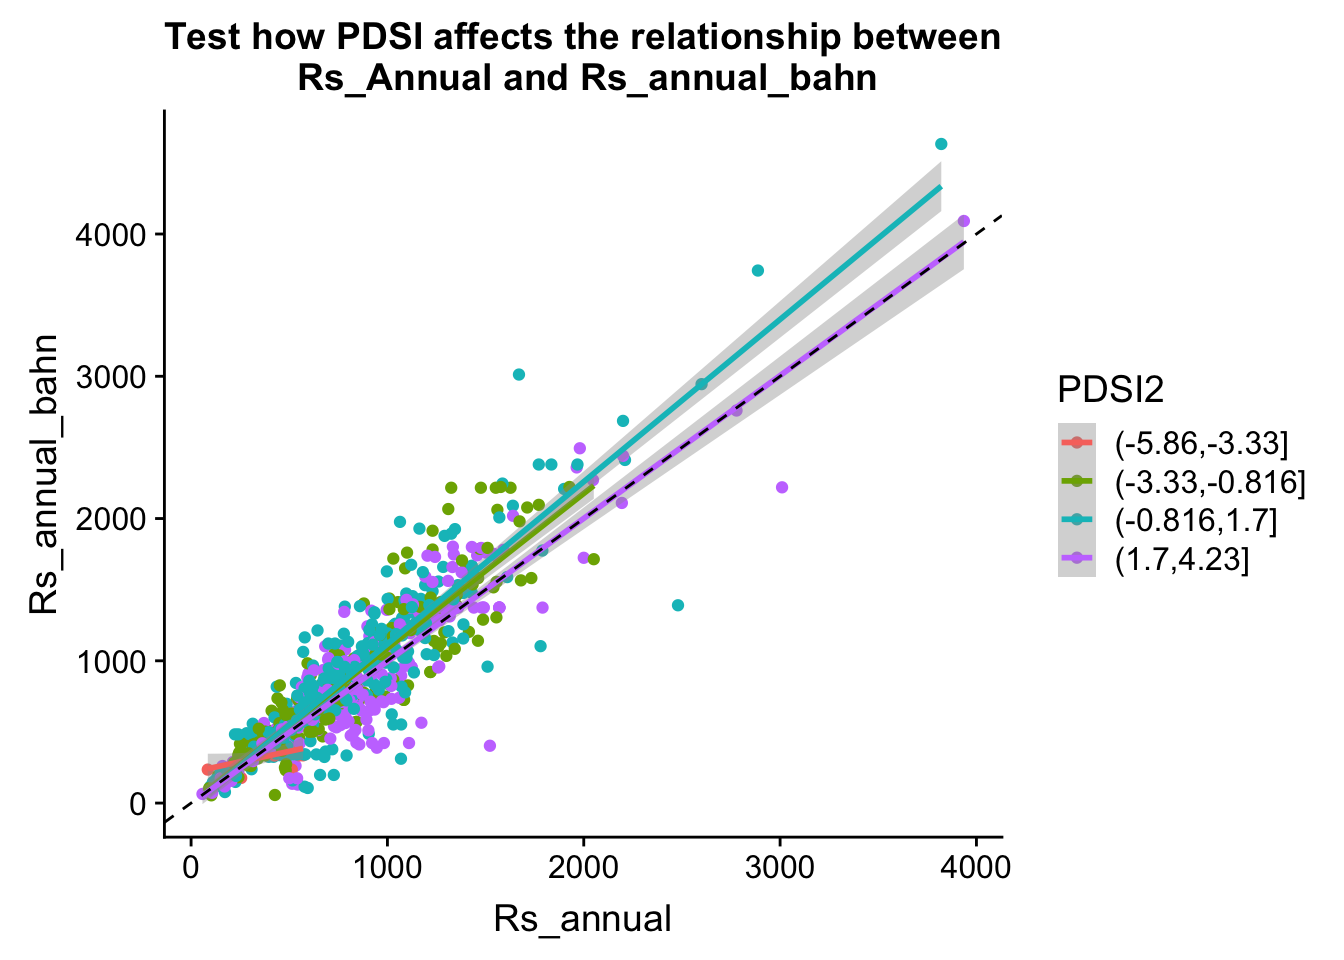 Test how PDSI affects the relationship between
Rs_Annual and Rs_annual_bahn
Rs_annual_bahn
4000
3000
2000
1000
0
0 1000 2000 3000 4000
Rs_annual
PDSI2
(-5.86,-3.33]
(-3.33,-0.816]
(-0.816,1.7]
(1.7,4.23]